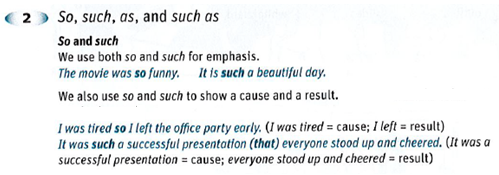 2 So, such, as, and such as
So and such
We use both so and such for emphasis.
The movie was so funny. It is such a beautiful day.
We also use so and such to show a cause and a result.
I was tired so I left the office party early. (I was tired = cause; I left = result)
It was such a successful presentation (that) everyone stood up and cheered. (It was a
successful presentation = cause; everyone stood up and cheered = result)